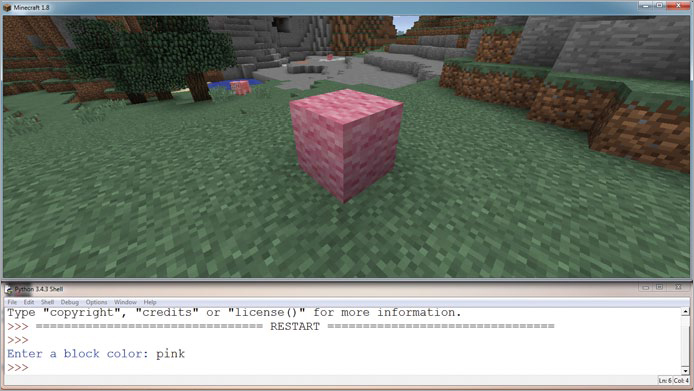 Minecraft 1.8
Python 3.4.3 Shell
File Edit Shell Debug Options Window Help
Type "copyright", "credits" or "license()" for more information.
>>> ================================ RESTART ================================
>>>
Enter a block color: pink
>>>
Ln: 6 Col: 4